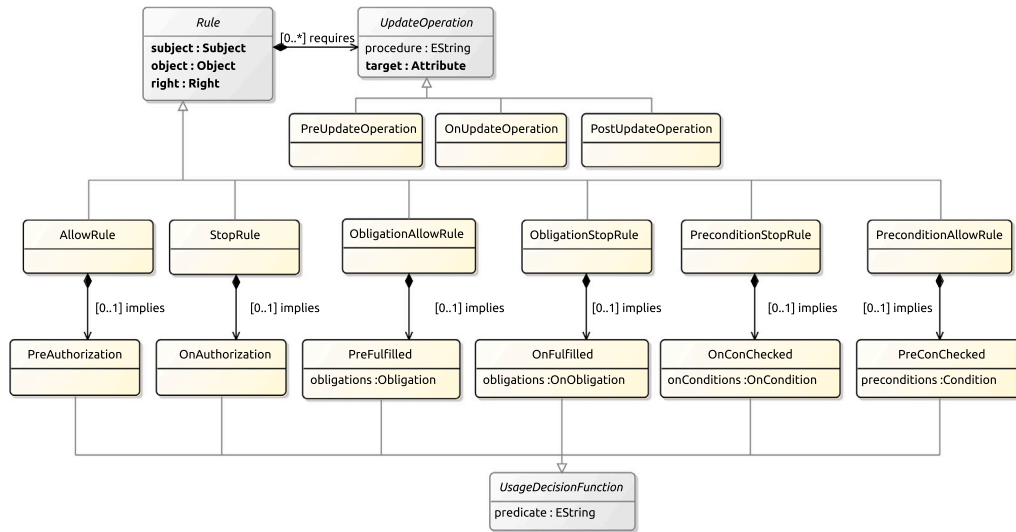 Rule
subject : Subject
object : Object
right : Right
[0..*] requires
UpdateOperation
procedure : EString
target : Attribute
PreUpdateOperation
OnUpdateOperation
PostUpdateOperation
AllowRule
StopRule
ObligationAllowRule
ObligationStopRule
PreconditionStopRule
PreconditionAllowRule
[0..1] implies
[0..1] implies
[0..1] implies
[0..1] implies
[0..1] implies
[0..1] implies
PreAuthorization
OnAuthorization
PreFulfilled
obligations :Obligation
OnFulfilled
obligations :OnObligation
OnConChecked
onConditions :OnCondition
PreConChecked
preconditions :Condition
UsageDecisionFunction
predicate : EString